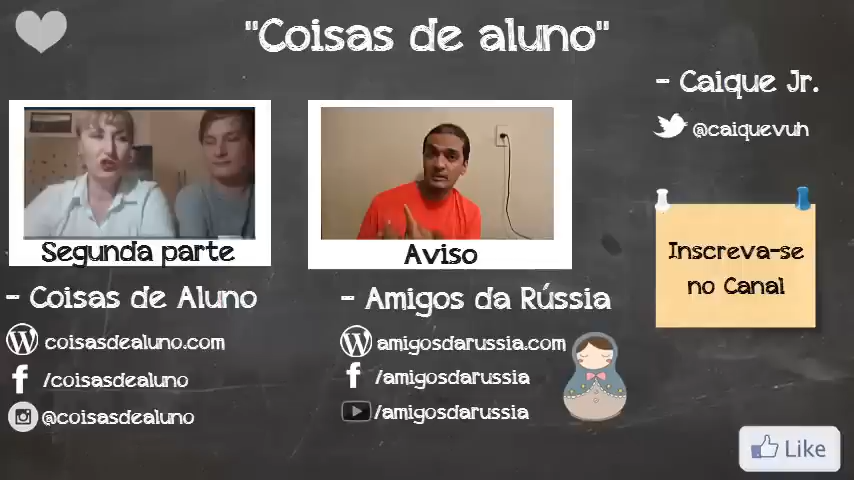 "Coisas de aluno"
- Caique Jr.
@caiquevuh
Segunda parte
Aviso
Inscreva-se
no Canal
- Coisas de Aluno
coisasdealuno.com
/coisasdealuno
@coisasdealuno
- Amigos da Rússia
amigosdarussia.com
/amigosdarussia
/amigosdarussia
Like